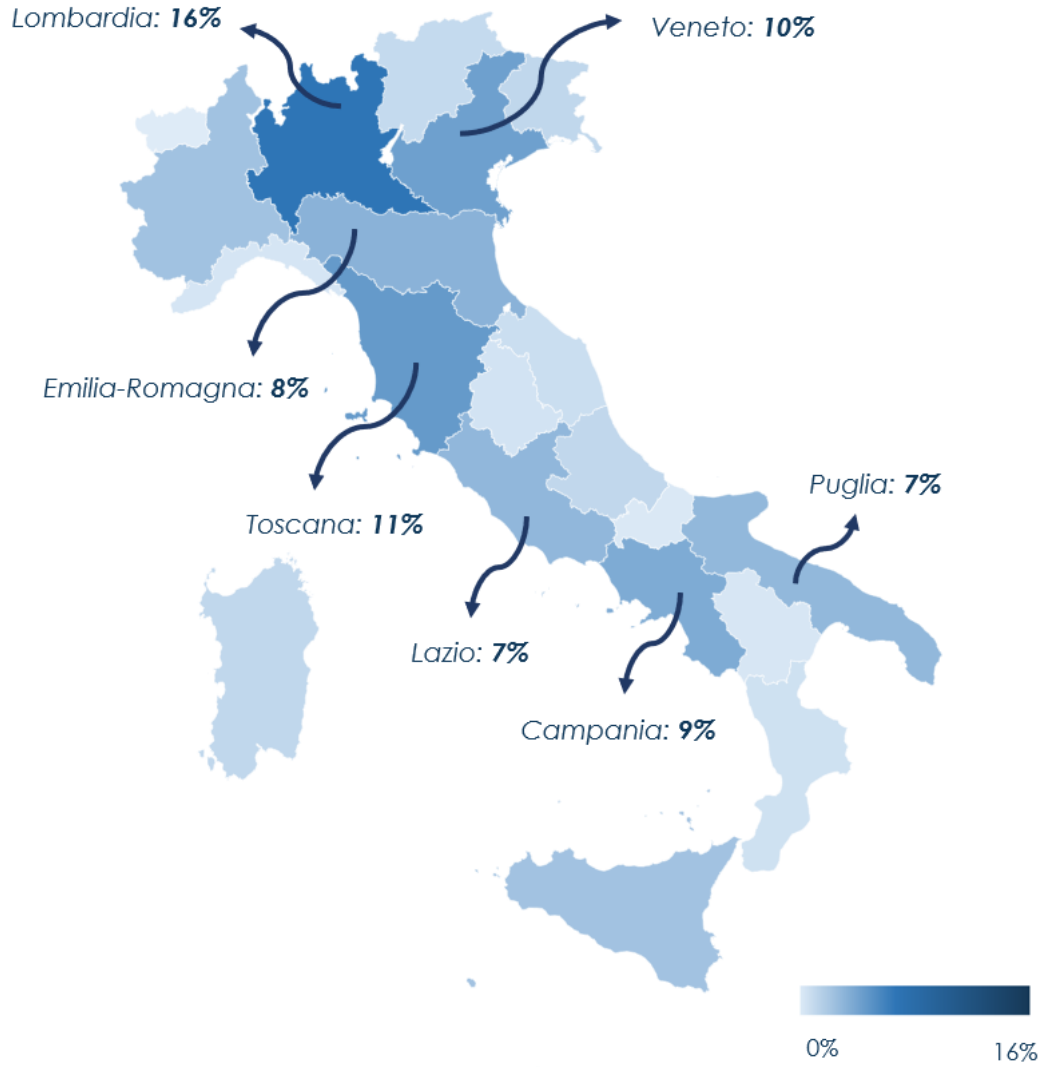 Lombardia: 16%
Veneto: 10%
Emilia-Romagna: 8%
Puglia: 7%
Toscana: 11%
Lazio: 7%
Campania: 9%
0%
16%